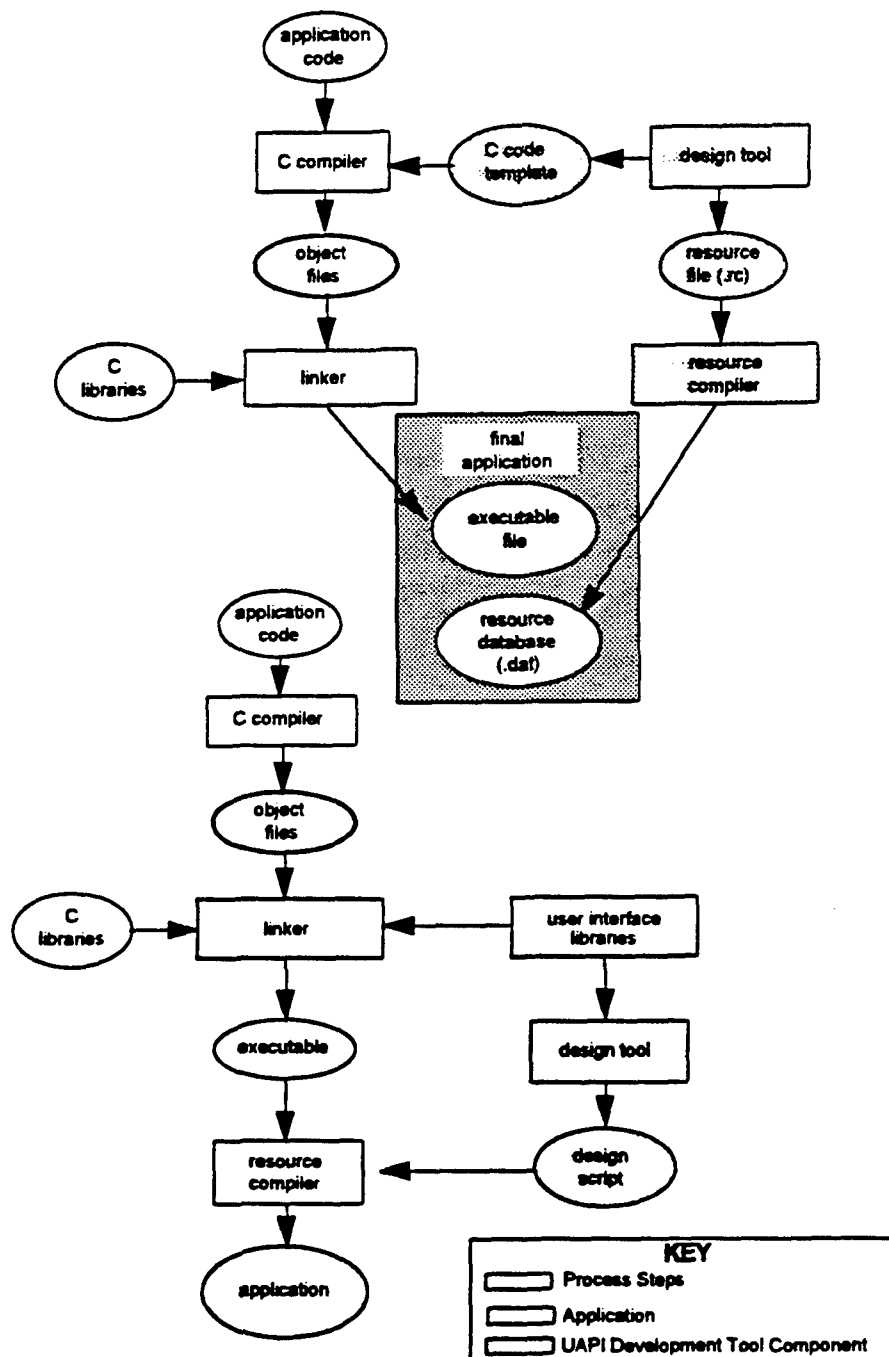 application
code
C compiler
C code
template
design tool
object
files
resource
file (.rc)
C
libraries
linker
resource
compiler
final
application
executable
file
resource
database
(.dat)
application
code
C compiler
object
files
C
libraries
linker
user interface
libranes
executable
design tool
resource
compiler
design
script
application
KEY
Process Steps
Application
UAPI Development Tool Component